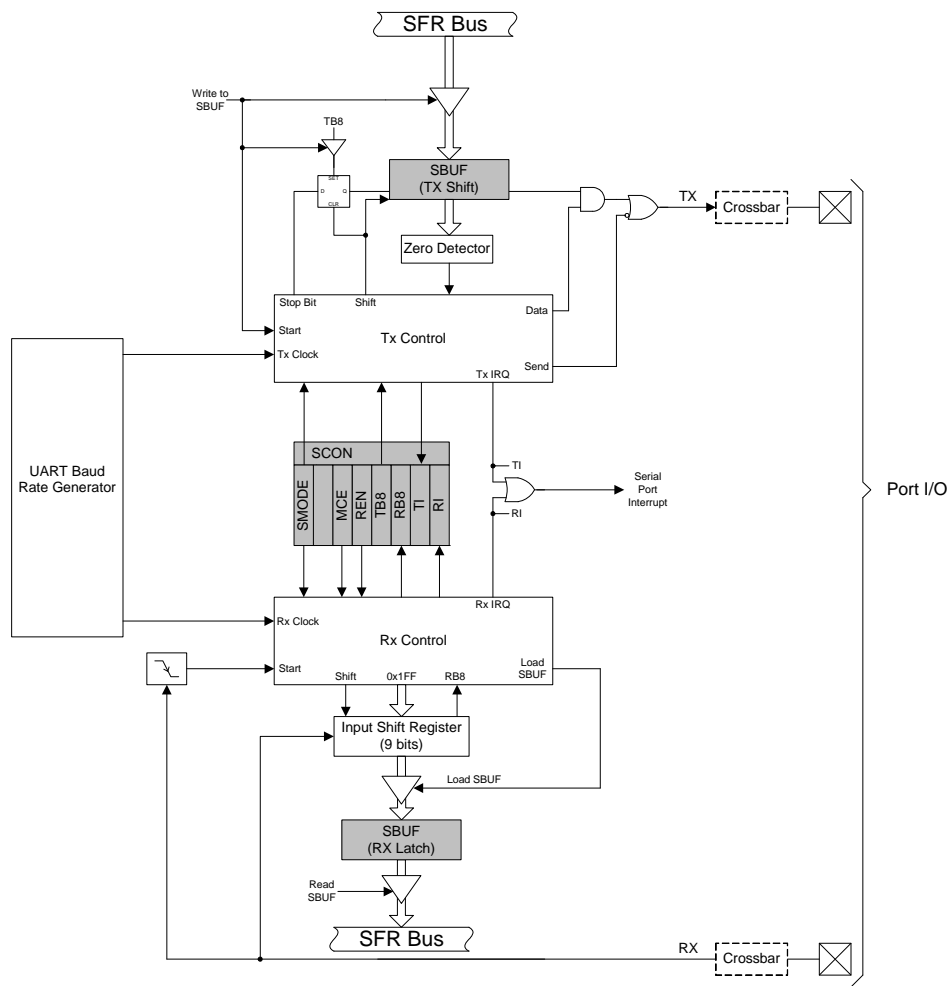 SFR Bus
Write to
SBUF
TB8
SET
D
Q
CLR
SBUF
(TX Shift)
TX
Crossbar
Zero Detector
Stop Bit
Shift
Data
Start
Tx Control
Tx Clock
Send
Tx IRQ
UART Baud
Rate Generator
SCON
SMODE
MCE
REN
TB8
RB8
TI
RI
TI
RI
Serial
Port
Interrupt
Port I/O
Rx IRQ
Rx Clock
Rx Control
Start
Load
SBUF
Shift
0x1FF
RB8
Input Shift Register
(9 bits)
Load SBUF
SBUF
(RX Latch)
Read
SBUF
SFR Bus
RX
Crossbar